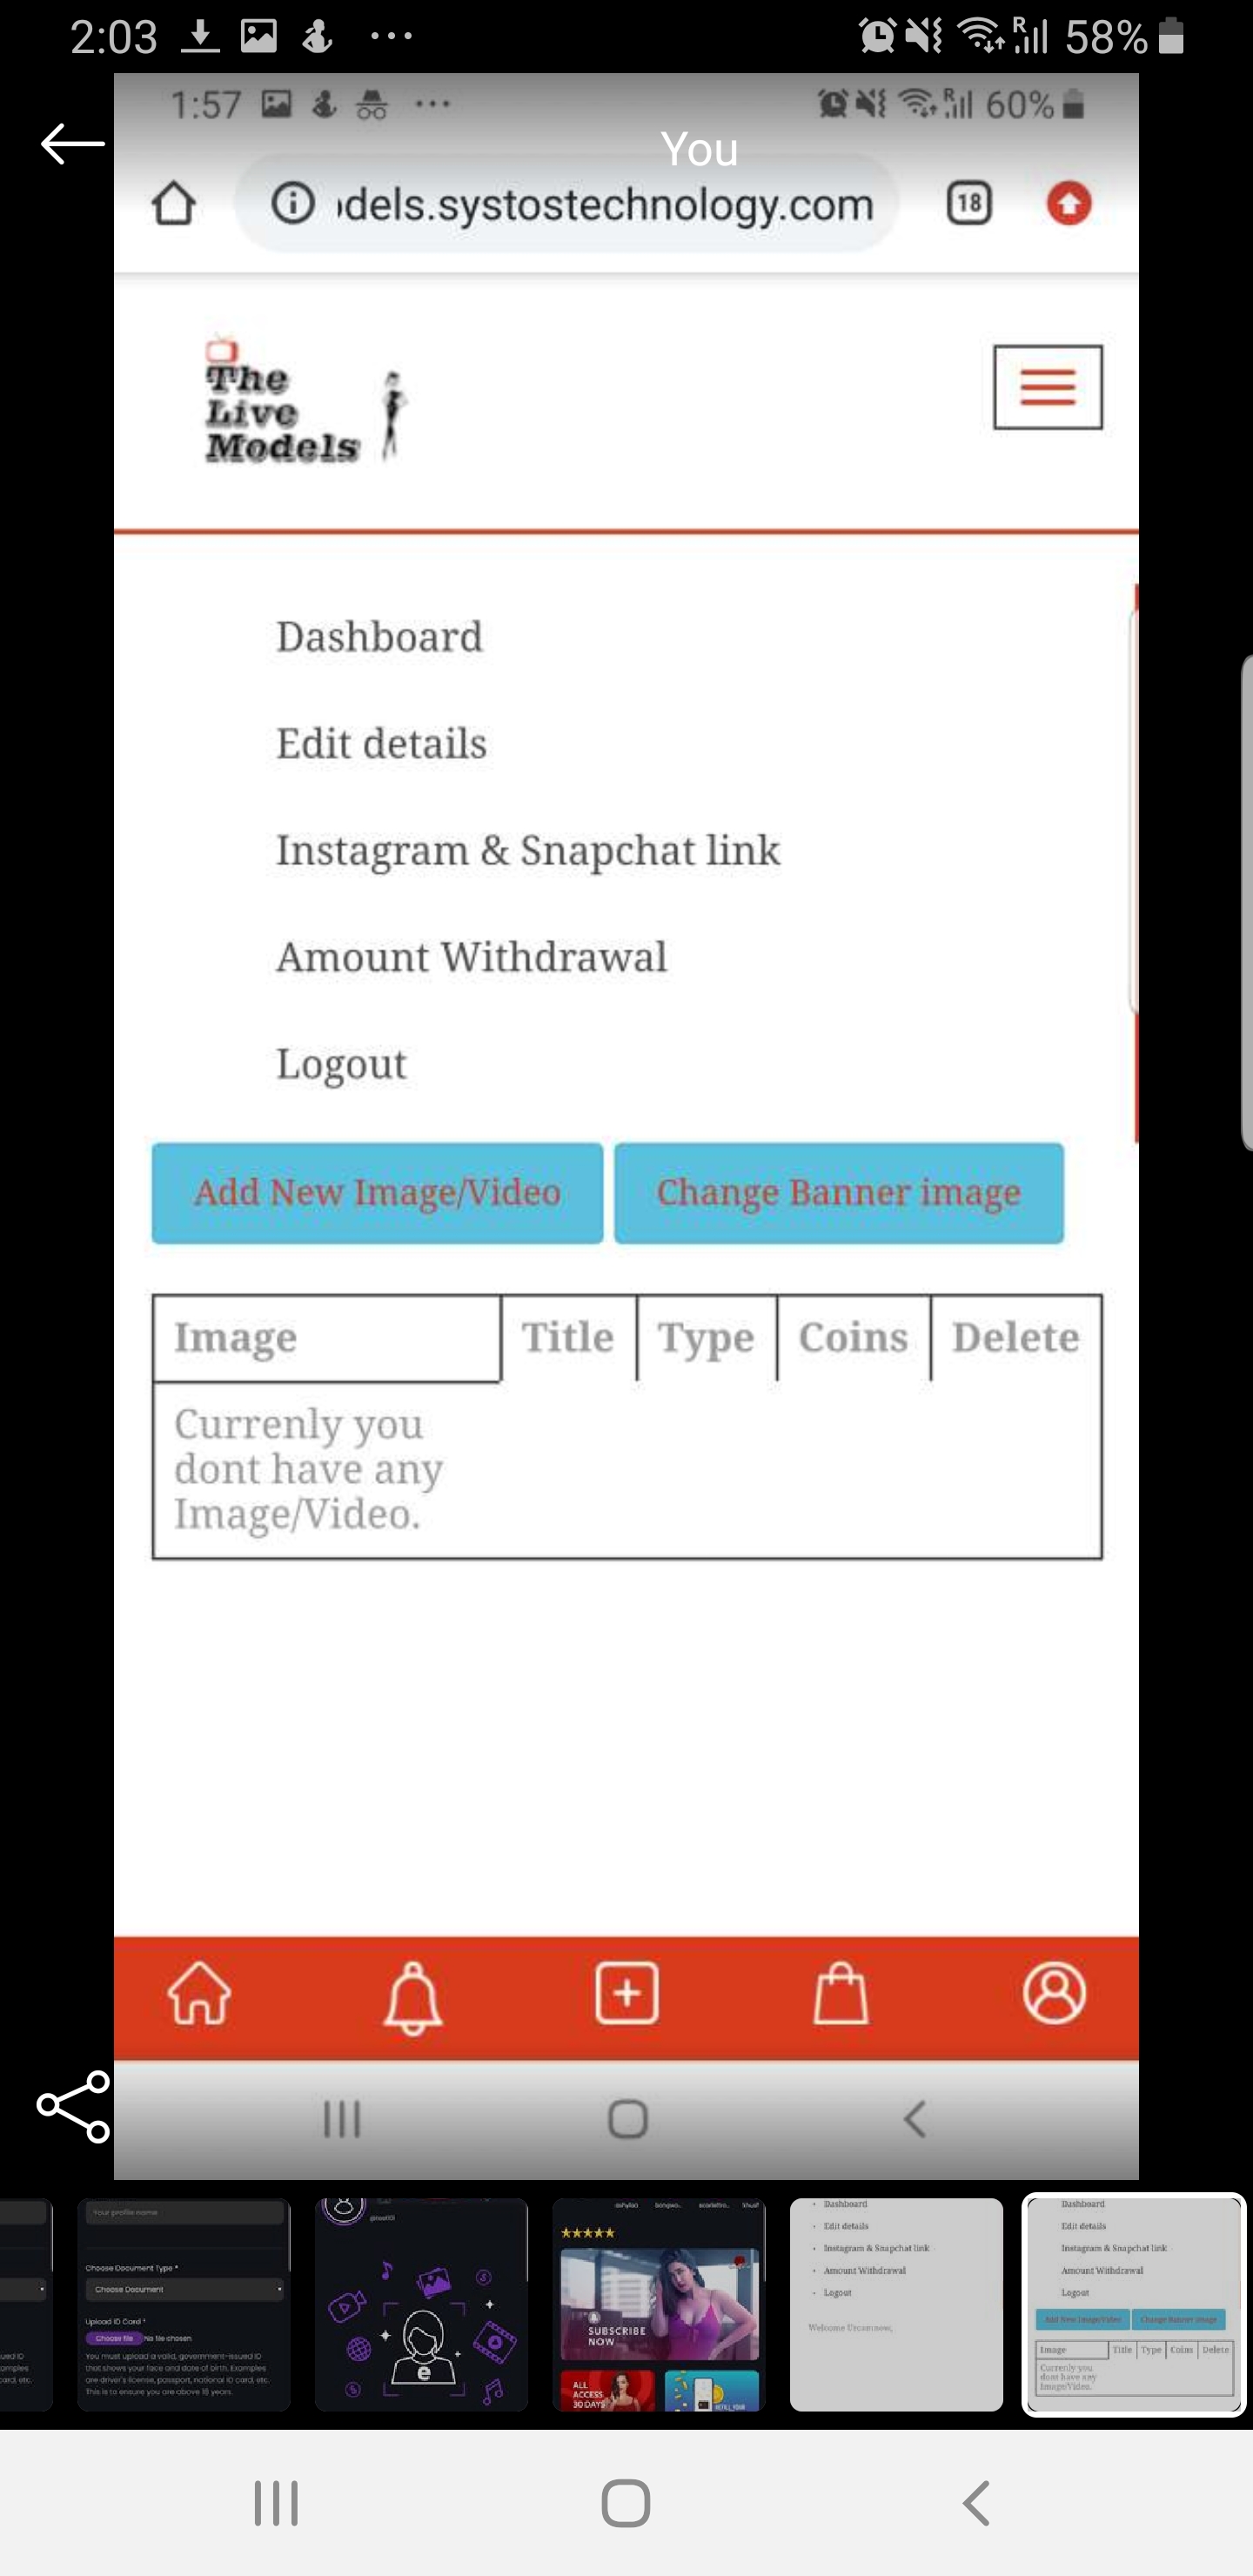 2:03
58%
1:57
60%
You
dels.systostechnology.com
18
The
Live
Models
Dashboard
Edit details
Instagram & Snapchat link
Amount Withdrawal
Logout
Add New Image/Video
Change Banner image
Image
Title
Type
Coins
Delete
Currenly you
dont have any
Image/Video.
Your profile name
Choose Document Type *
Choose Document
Upload ID Card *
Choose file
No file chosen
You must upload a valid, government-issued ID
that shows your face and date of birth. Examples
are driver's license, passport, national ID card, etc.
This is to ensure you are above 18 years.
SUBSCRIBE
NOW
ALL
ACCESS
30 DAYS
Dashboard
Edit details
Instagram & Snapchat link
Amount Withdrawal
Logout
Dashboard
Edit details
Instagram & Snapchat link
Amount Withdrawal
Logout
Add New Image/Video
Change Banner image
Image
Title
Type
Coins
Delete
Currenly you
dont have any
Image/Video.